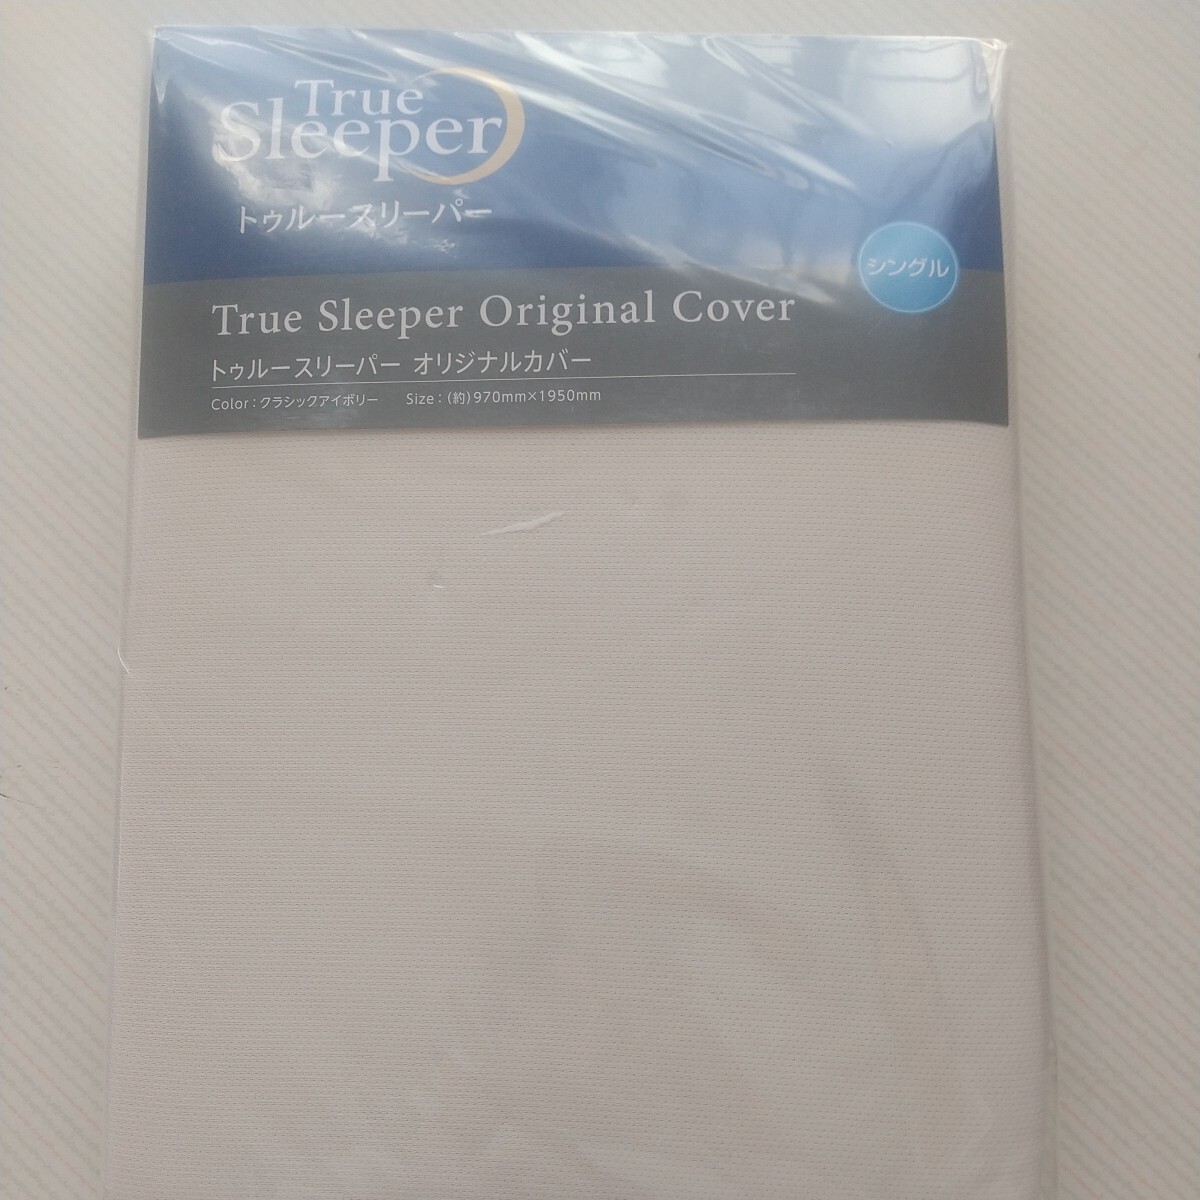 True
Sleeper
トゥルースリーパー
シングル
True Sleeper Original Cover
トゥルースリーパー オリジナルカバー
Color：クラシックアイボリー Size：（約）970mm×1950mm